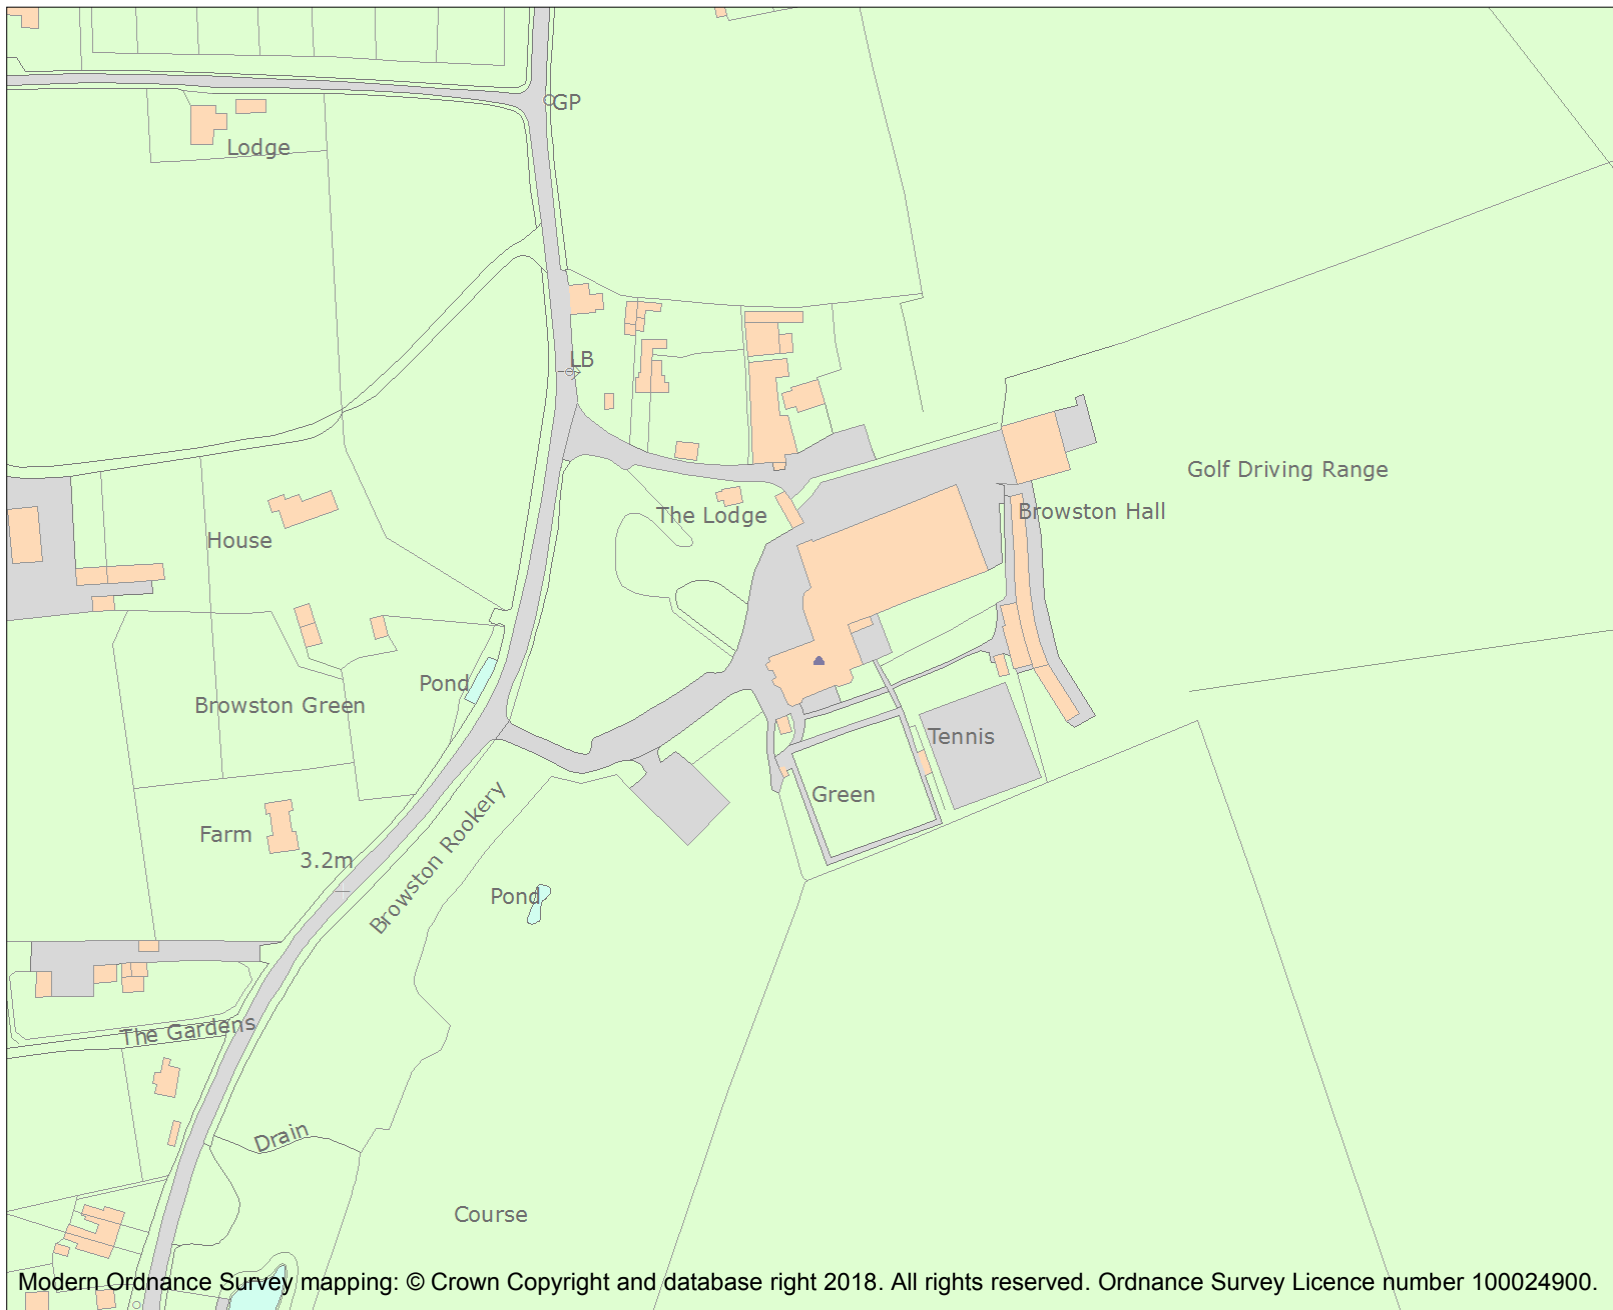 GP
Lodge
LB
Golf Driving Range
Browston Hall
The Lodge
House
Pond
Browston Green
Tennis
Green
Farm
3.2m
Browston Rookery
Pond
The Gardens
Drain
Course
Modern Ordnance Survey mapping: © Crown Copyright and database right 2018. All rights reserved. Ordnance Survey Licence number 100024900.